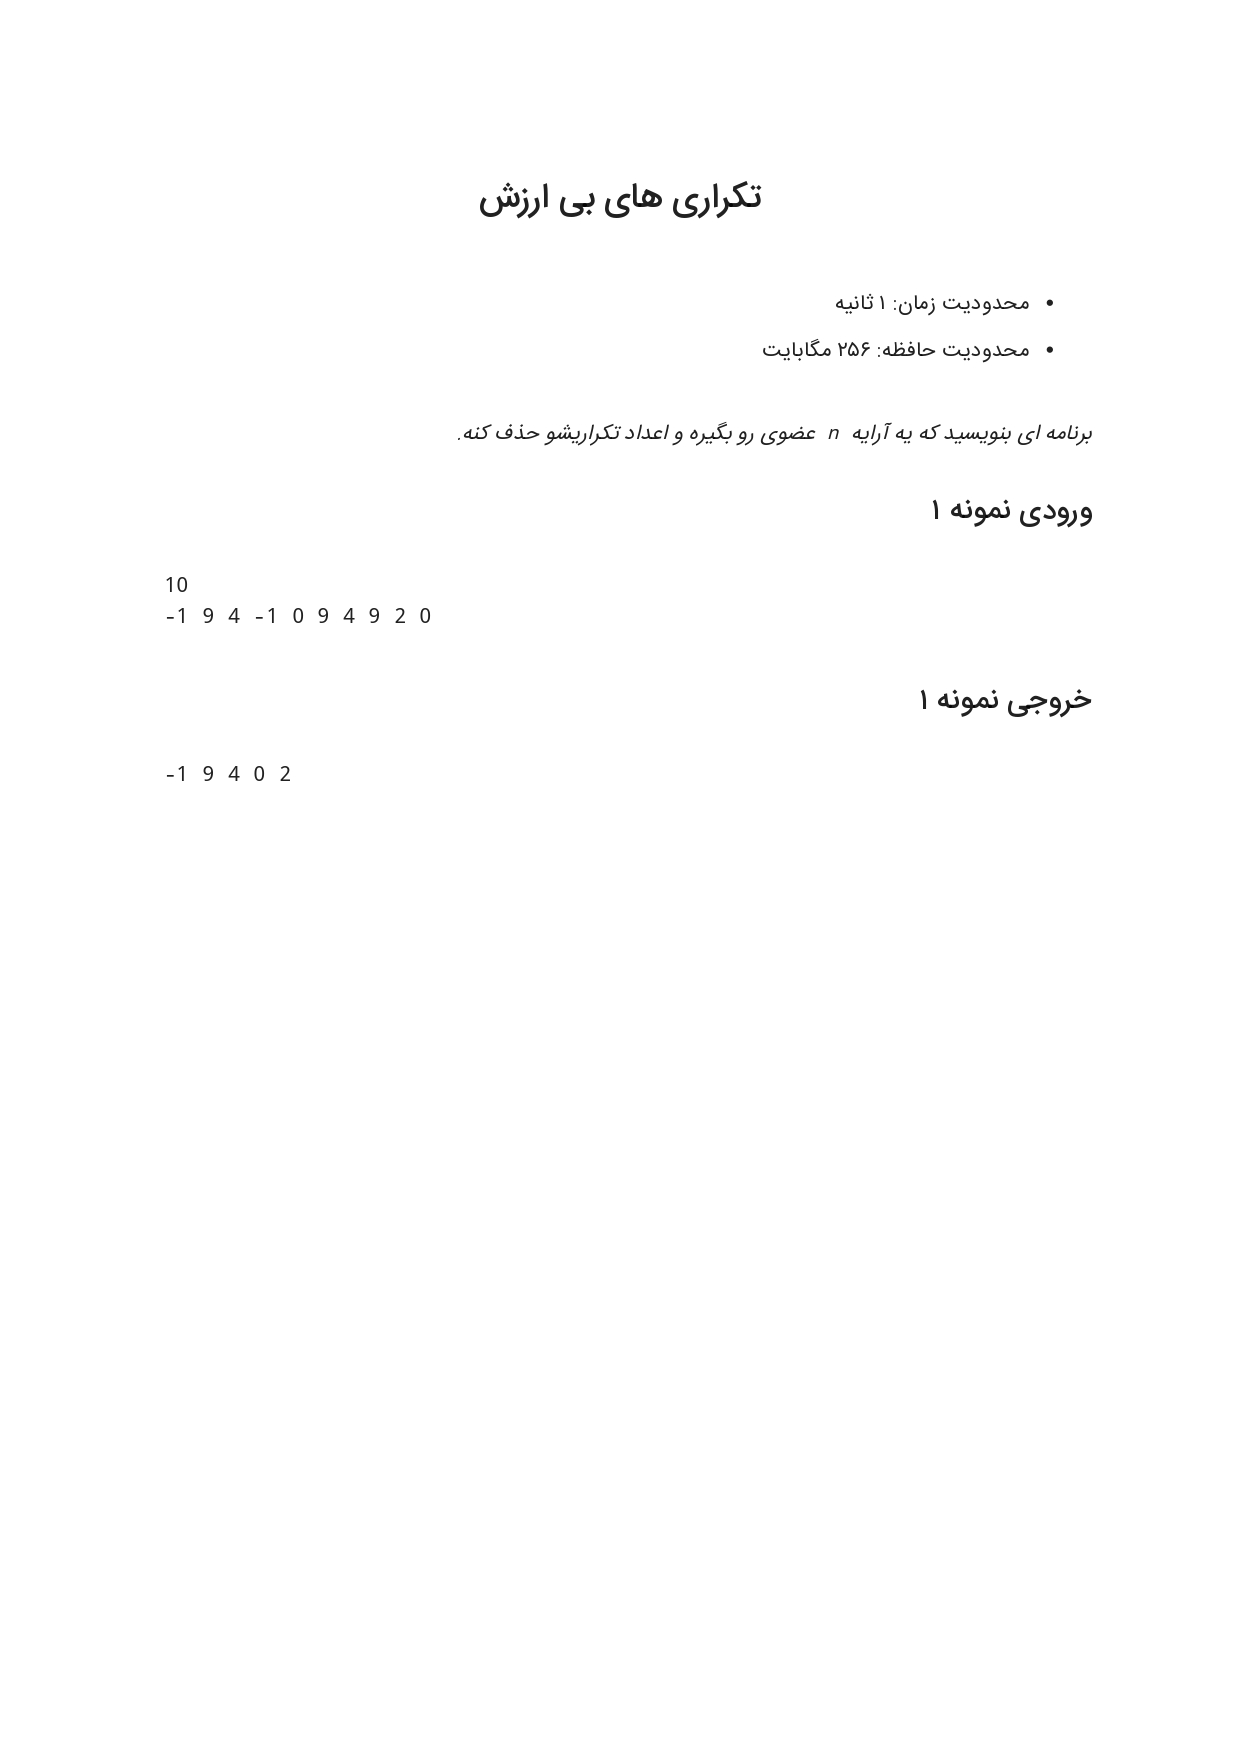 تکراری های بی ارزش
• محدودیت زمان: ۱ ثانیه
• محدودیت حافظه: ۲۵۶ مگابایت
برنامه ای بنویسید که یه آرایه n عضوی رو بگیره و اعداد تکراریشو حذف کنه.
ورودی نمونه ۱
10
-1 9 4 -1 0 9 4 9 2 0
خروجی نمونه ۱
-1 9 4 0 2